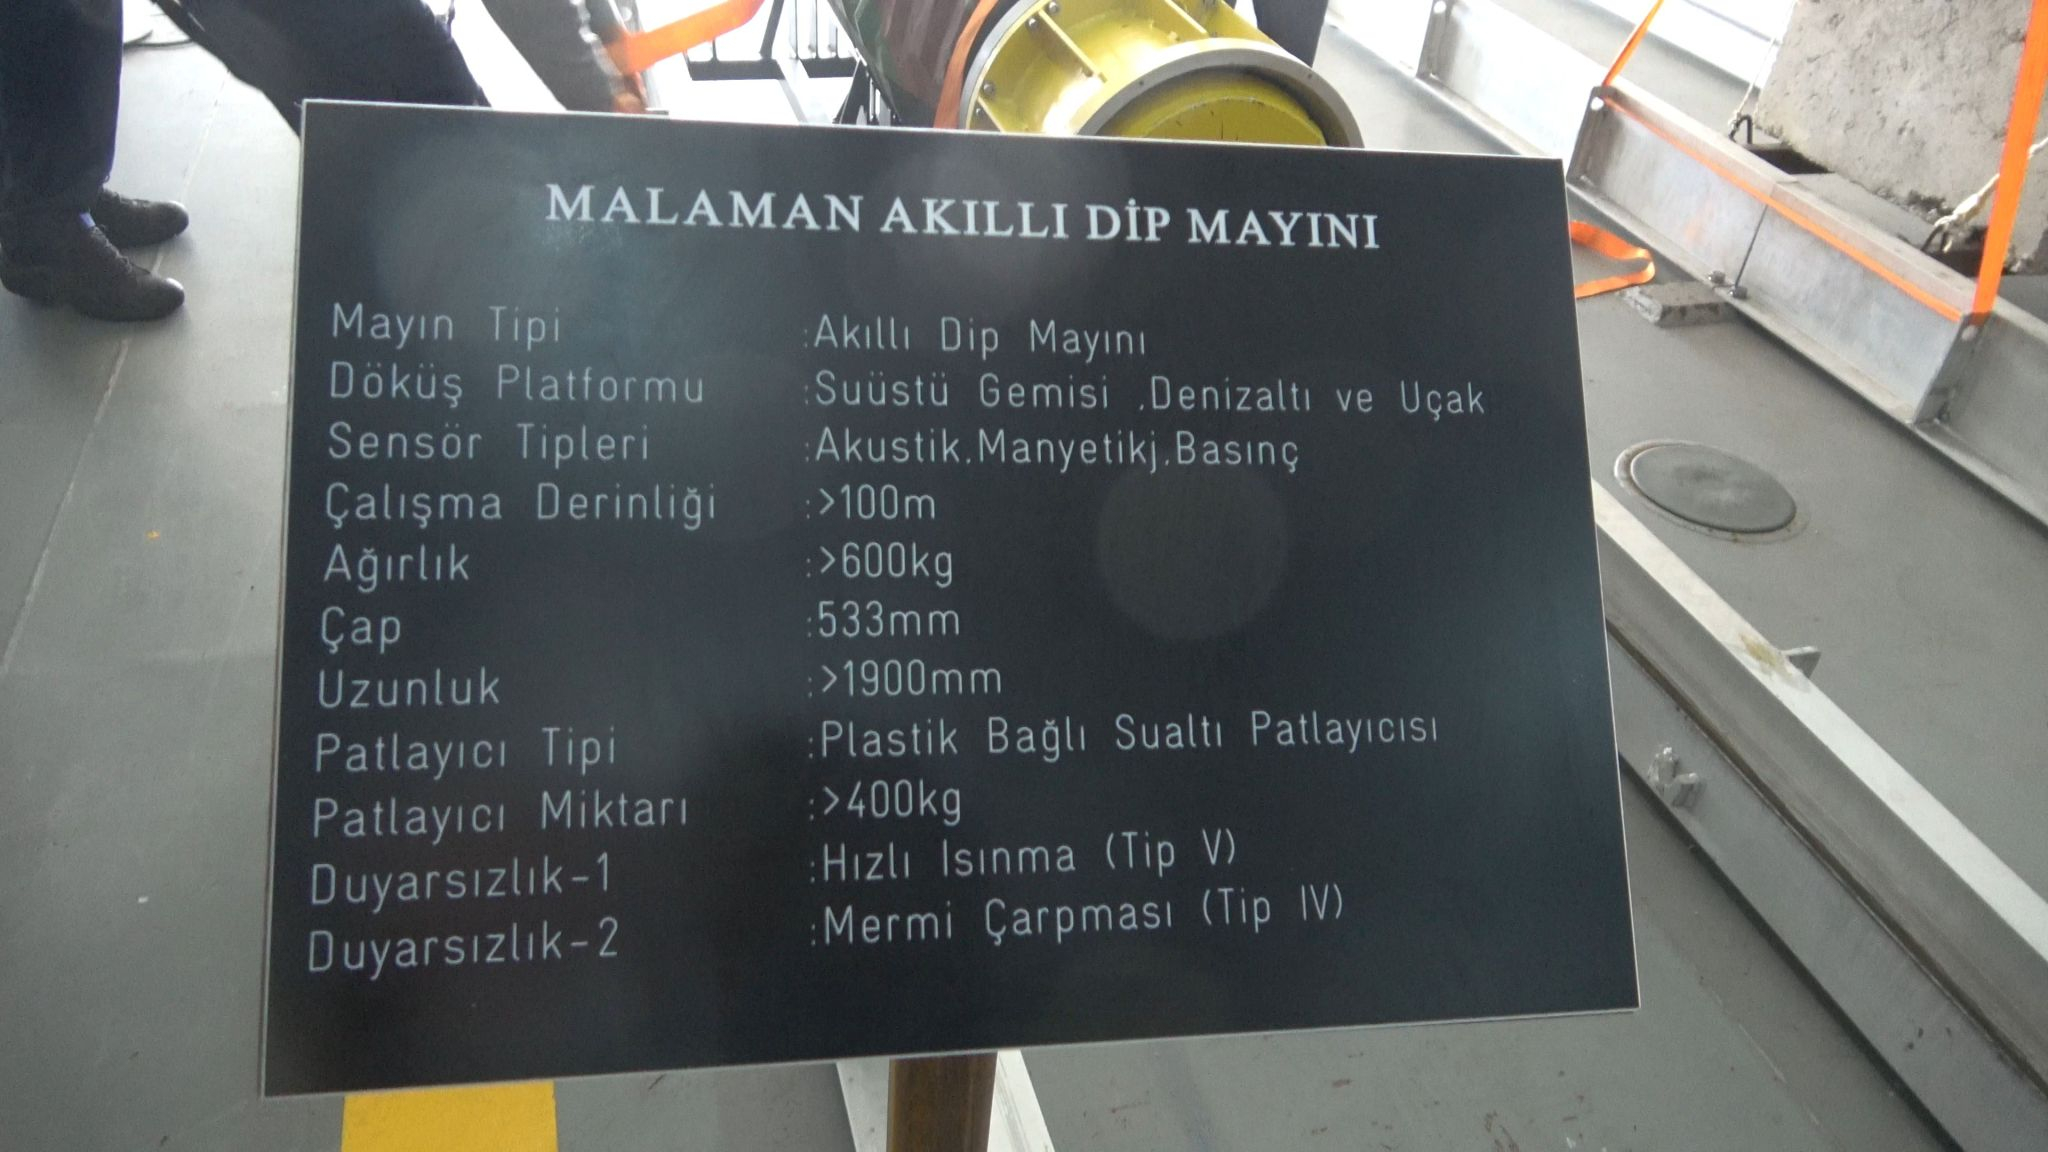 MALAMAN AKILLI DİP MAYINI
Mayın Tipi :Akıllı Dip Mayını
Döküş Platformu :Suüstü Gemisi ,Denizaltı ve Uçak
Sensör Tipleri :Akustik,Manyetikj,Basınç
Çalışma Derinliği :>100m
Ağırlık :>600kg
Çap :533mm
Uzunluk :>1900mm
Patlayıcı Tipi :Plastik Bağlı Sualtı Patlayıcısı
Patlayıcı Miktarı :>400kg
Duyarsızlık-1 :Hızlı Isınma (Tip V)
Duyarsızlık-2 :Mermi Çarpması (Tip IV)